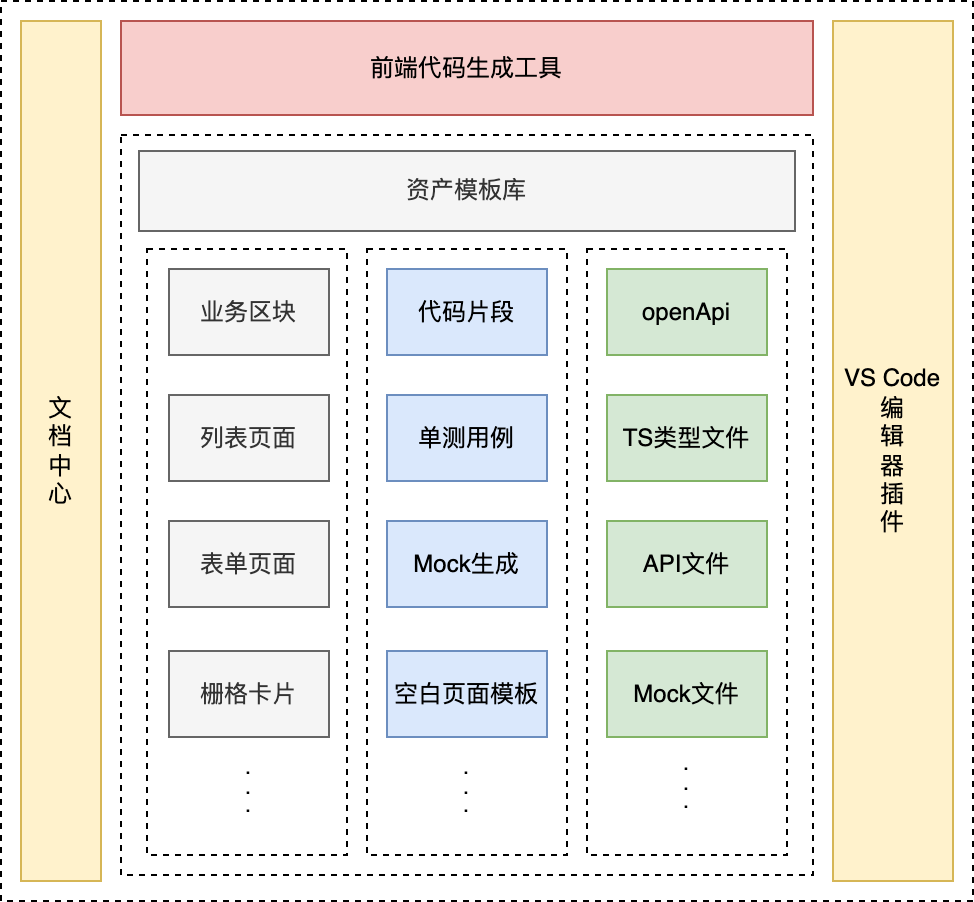 前端代码生成工具
资产模板库
业务区块
代码片段
openApi
列表页面
单测用例
TS类型文件
表单页面
Mock生成
API文件
栅格卡片
空白页面模板
Mock文件
文
档
中
心
VS Code
编
辑
器
插
件